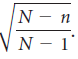 √((N − n)/(N − 1)).